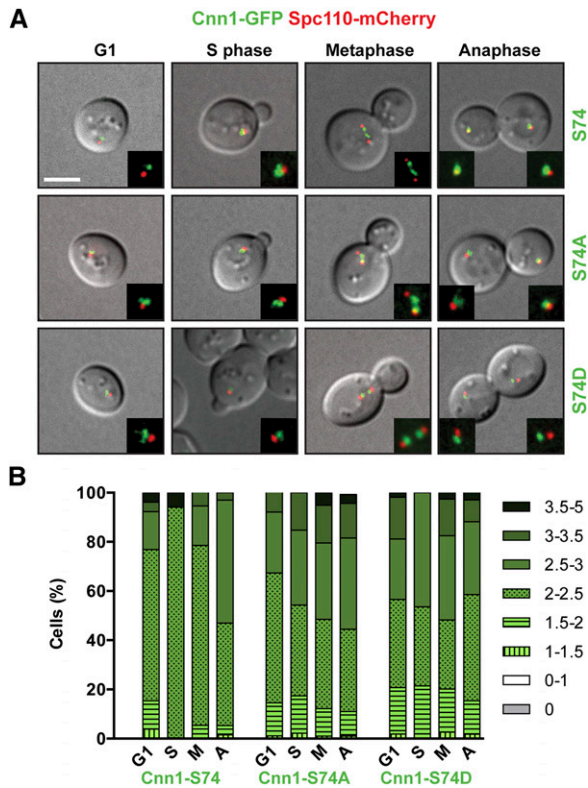 A
Cnn1-GFP Spc110-mCherry
G1 S phase Metaphase Anaphase
S74
S74A
S74D
B
Cells (%)
100
80
60
40
20
0
G1 S M A G1 S M A G1 S M A
Cnn1-S74 Cnn1-S74A Cnn1-S74D
3.5-5
3-3.5
2.5-3
2-2.5
1.5-2
1-1.5
0-1
0